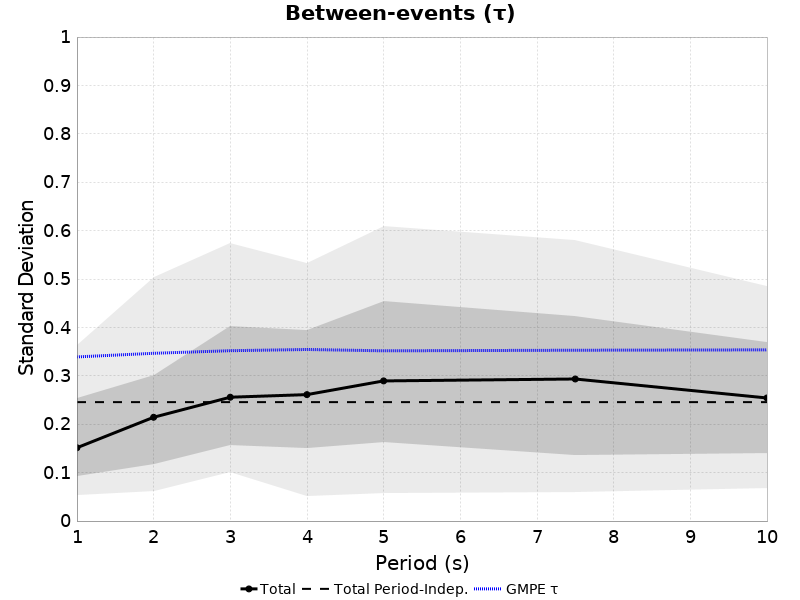 Between-events (τ)
1
0.9
0.8
0.7
0.6
0.5
0.4
0.3
0.2
0.1
0
Standard Deviation
1 2 3 4 5 6 7 8 9 10
Period (s)
Total Total Period-Indep. GMPE τ